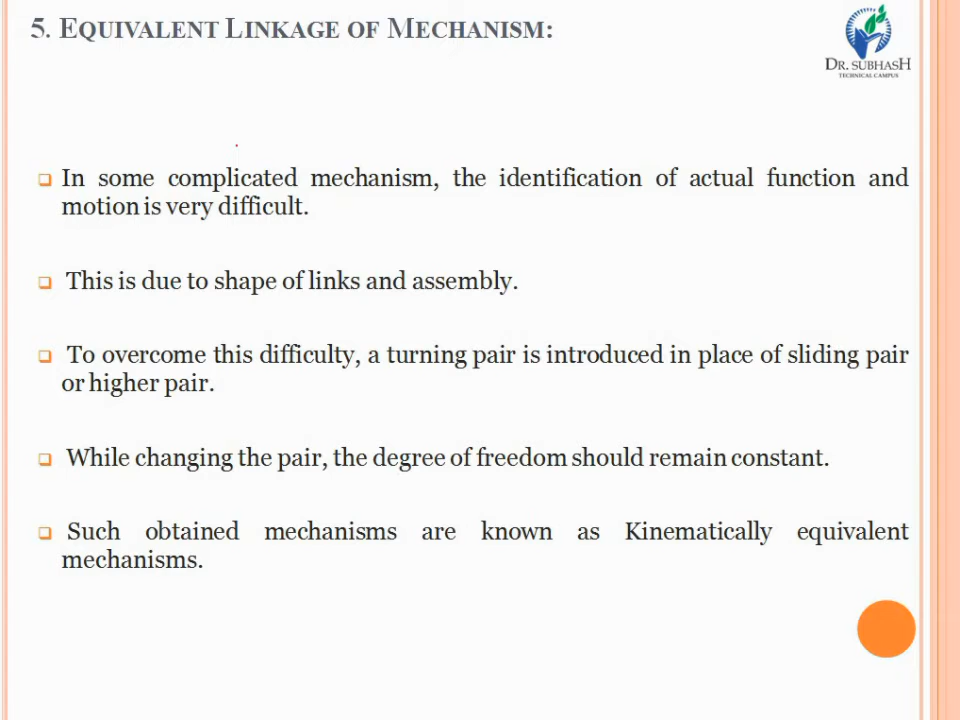 5. EQUIVALENT LINKAGE OF MECHANISM:
DR. SUBHASH
TECHNICAL CAMPUS
In some complicated mechanism, the identification of actual function and
motion is very difficult.
This is due to shape of links and assembly.
To overcome this difficulty, a turning pair is introduced in place of sliding pair
or higher pair.
While changing the pair, the degree of freedom should remain constant.
Such obtained mechanisms are known as Kinematically equivalent
mechanisms.